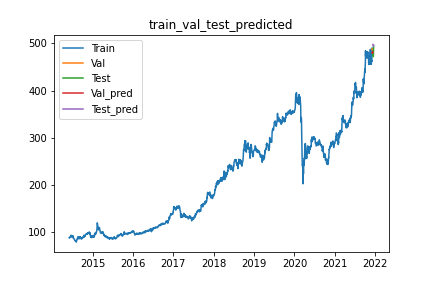 train_val_test_predicted
500
400
300
200
100
Train
Val
Test
Val_pred
Test_pred
2015 2016 2017 2018 2019 2020 2021 2022